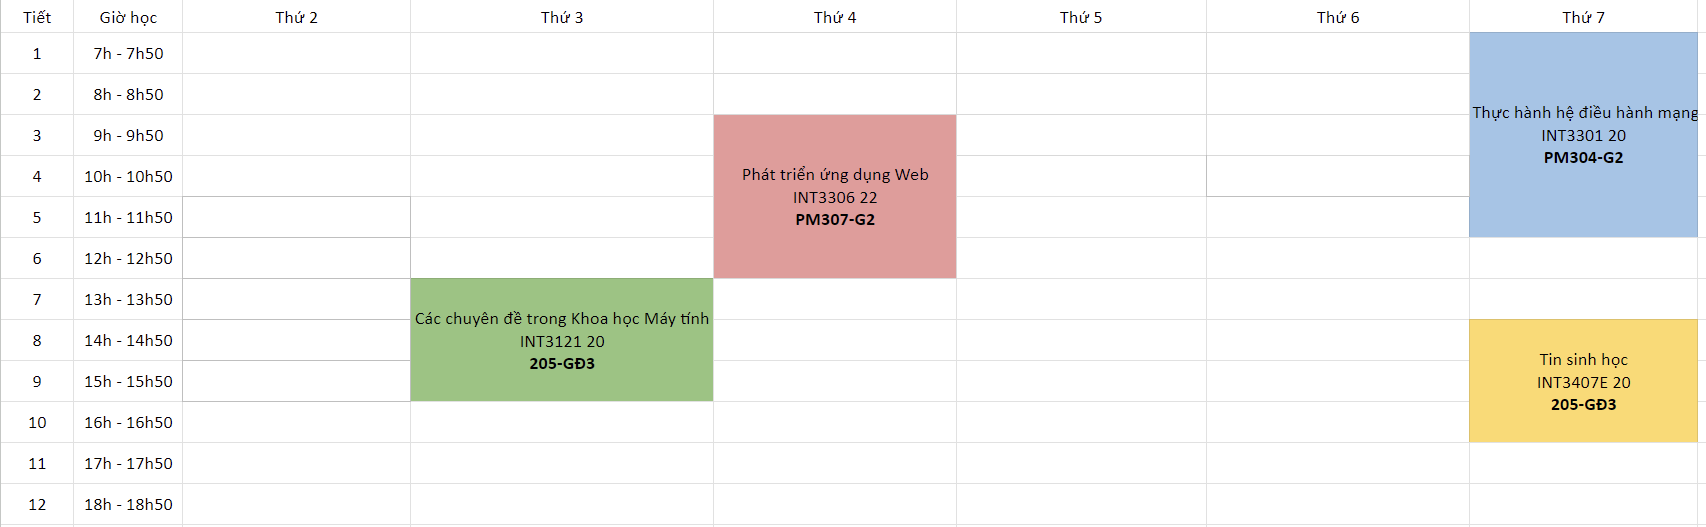 Tiết Giờ học Thứ 2 Thứ 3 Thứ 4 Thứ 5 Thứ 6 Thứ 7
1 7h - 7h50
2 8h - 8h50
Thực hành hệ điều hành mạng
3 9h - 9h50 INT3301 20
PM304-G2
4 10h - 10h50 Phát triển ứng dụng Web
INT3306 22
5 11h - 11h50 PM307-G2
6 12h - 12h50
7 13h - 13h50
Các chuyên đề trong Khoa học Máy tính
8 14h - 14h50 INT3121 20
205-GĐ3 Tin sinh học
9 15h - 15h50 INT3407E 20
205-GĐ3
10 16h - 16h50
11 17h - 17h50
12 18h - 18h50